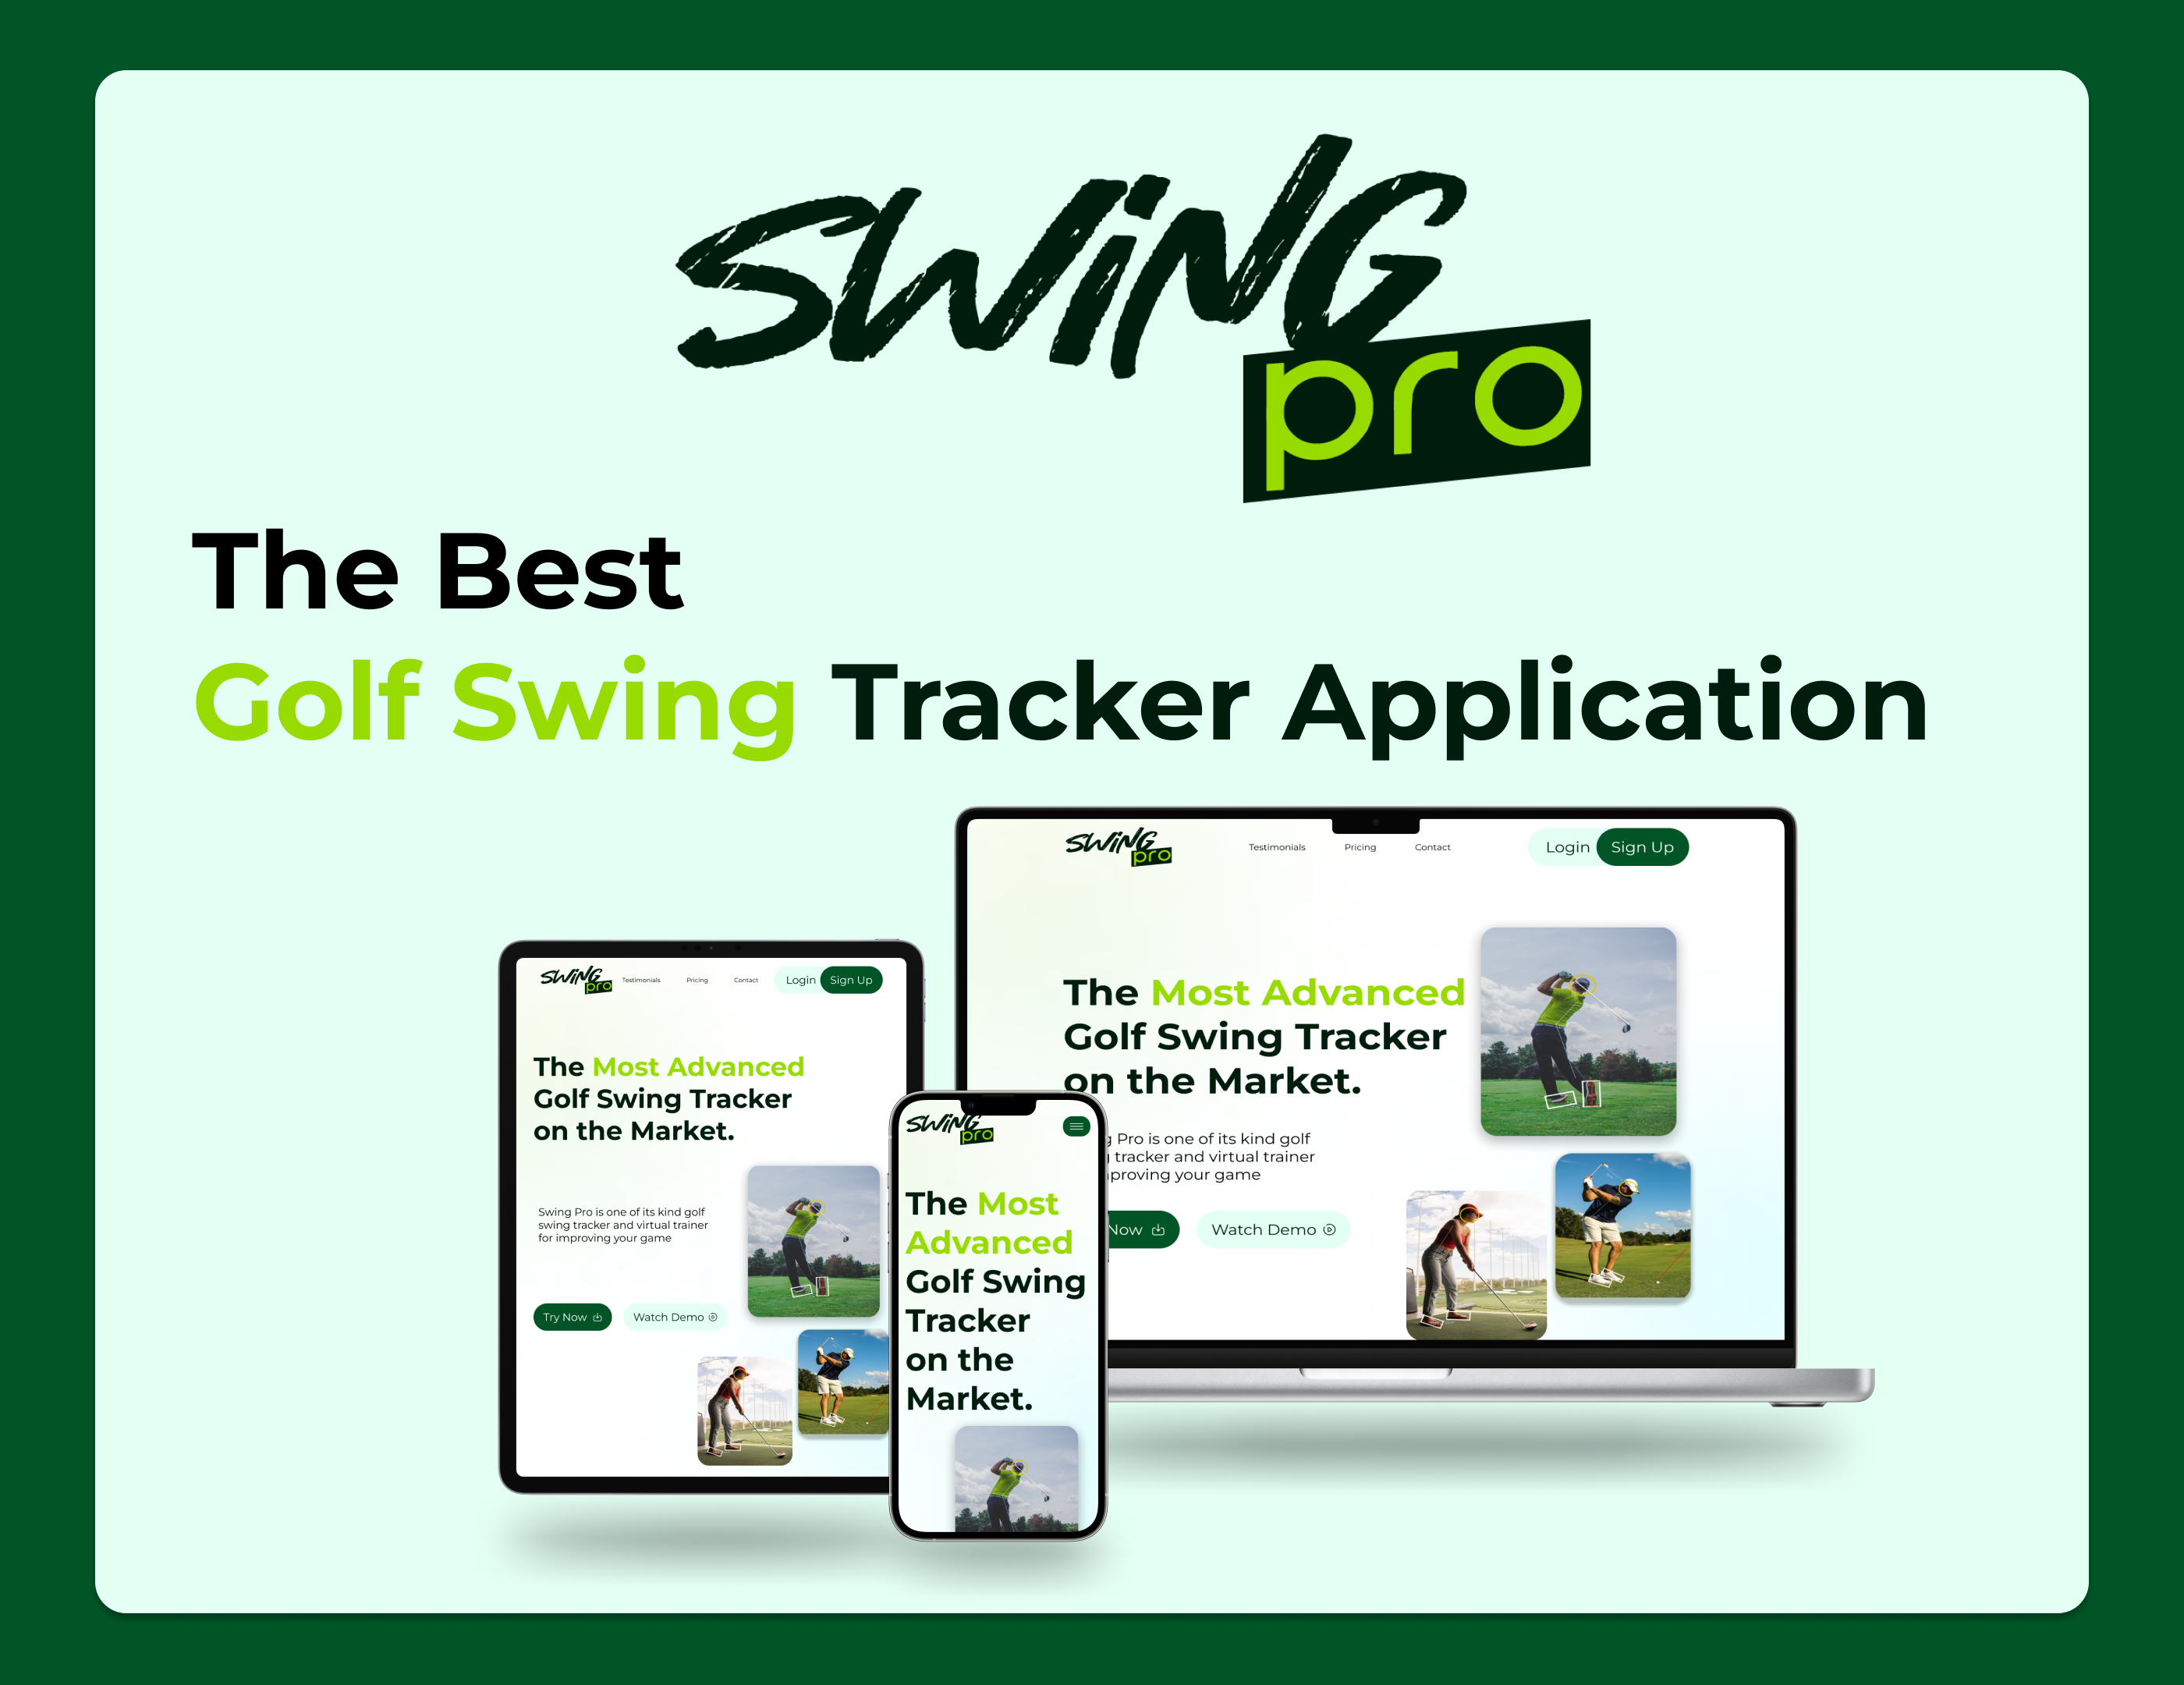 SWiNG
pro
The Best
Golf Swing Tracker Application
SWiNG
pro
Testimonials Pricing Contact Login Sign Up
The Most Advanced
Golf Swing Tracker
on the Market.
Pro is one of its kind golf
tracker and virtual trainer
proving your game
Now Watch Demo
SWiNG
pro
Testimonials Pricing Contact Login Sign Up
The Most Advanced
Golf Swing Tracker
on the Market.
Swing Pro is one of its kind golf
swing tracker and virtual trainer
for improving your game
Try Now Watch Demo
SWiNG
pro
The Most
Advanced
Golf Swing
Tracker
on the
Market.